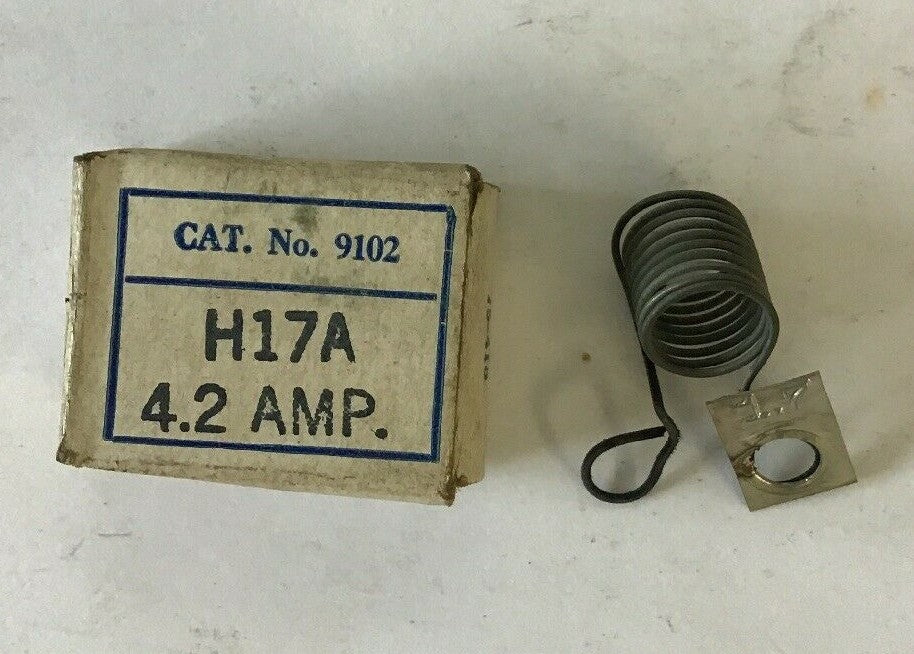 CAT. No. 9102
H17A
4.2 AMP.